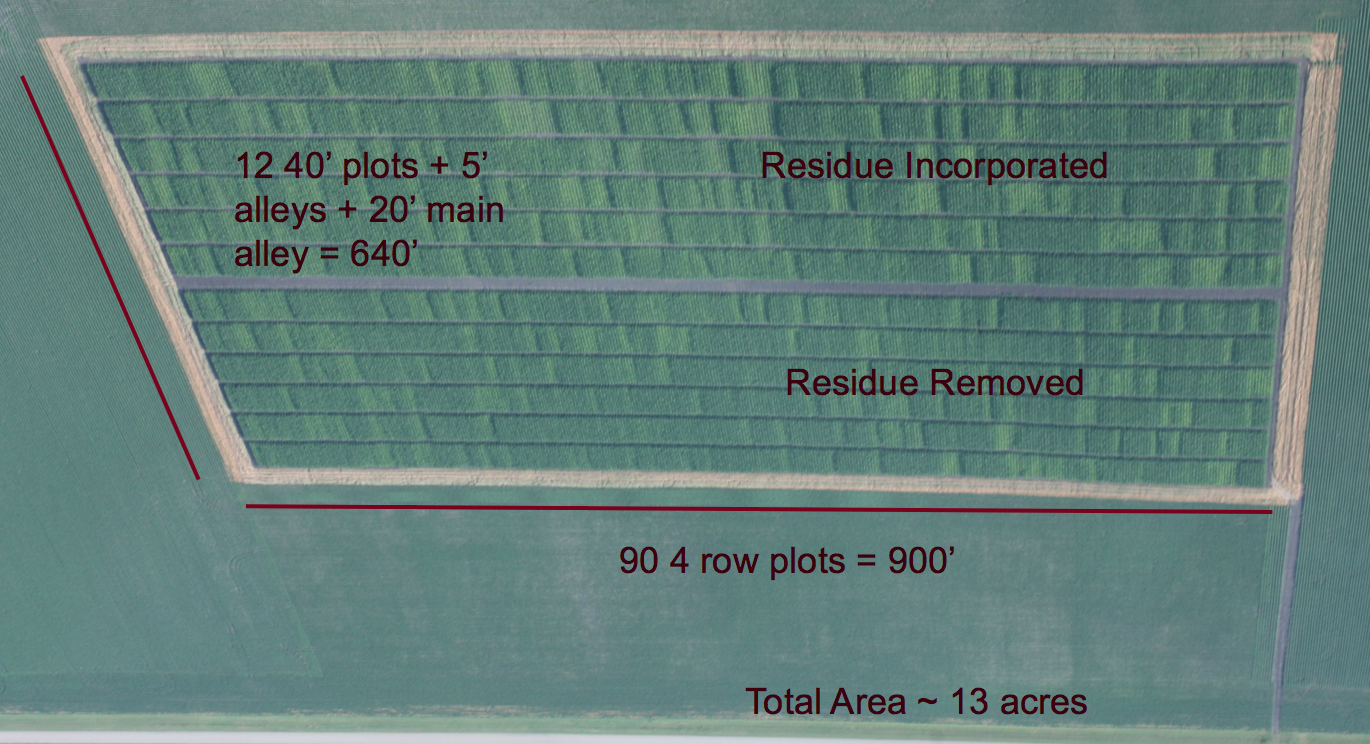 12 40’ plots + 5’
alleys + 20’ main
alley = 640’
Residue Incorporated
Residue Removed
90 4 row plots = 900’
Total Area ~ 13 acres